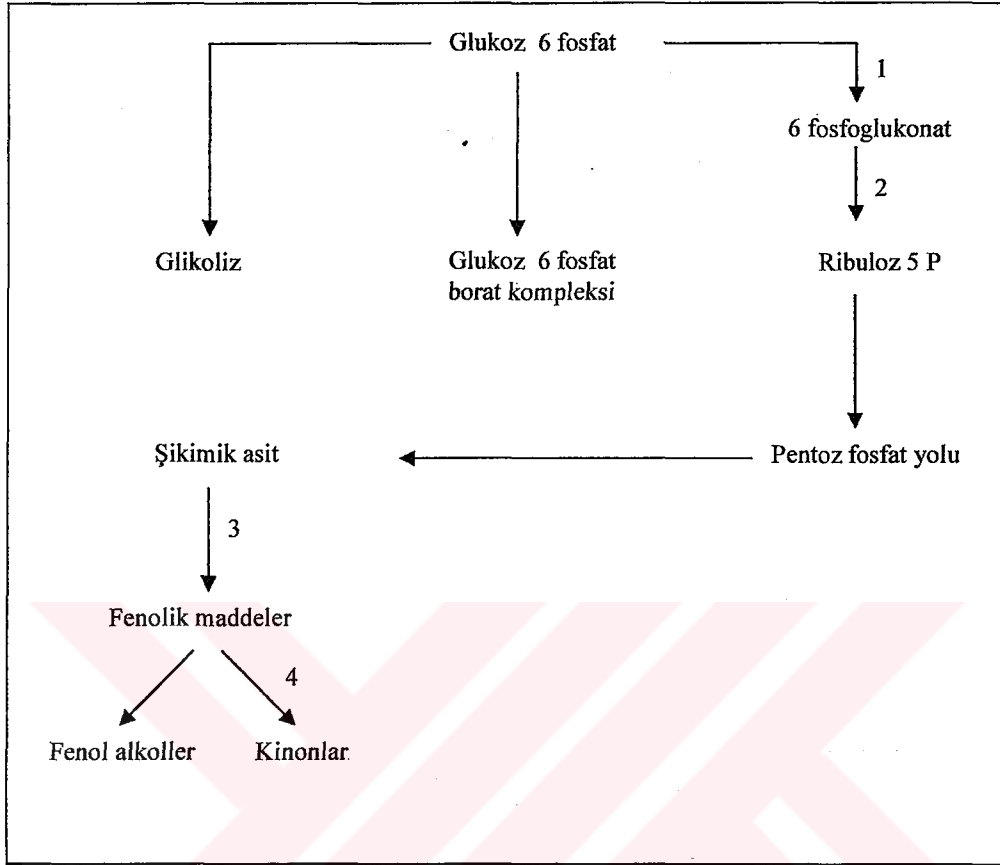 Glukoz 6 fosfat
1
6 fosfoglukonat
2
Glikoliz
Glukoz 6 fosfat
borat kompleksi
Ribuloz 5 P
Şikimik asit
Pentoz fosfat yolu
3
Fenolik maddeler
4
Fenol alkoller
Kinonlar